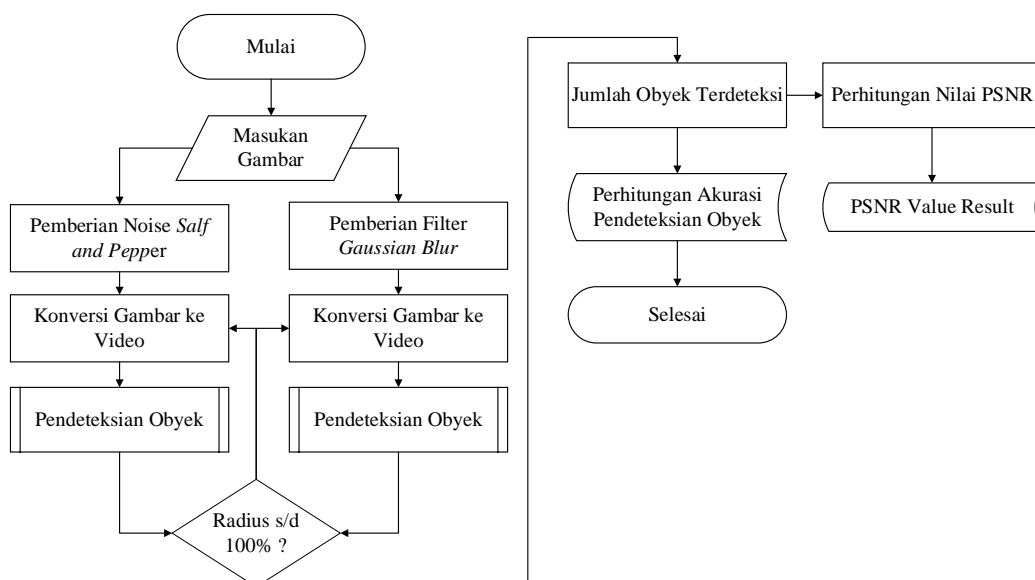 Mulai
Masukan
Gambar
Pemberian Noise Salf
and Pepper
Pemberian Filter
Gaussian Blur
Konversi Gambar ke
Video
Konversi Gambar ke
Video
Pendeteksian Obyek
Pendeteksian Obyek
Radius s/d
100% ?
Jumlah Obyek Terdeteksi
Perhitungan Nilai PSNR
Perhitungan Akurasi
Pendeteksian Obyek
PSNR Value Result
Selesai